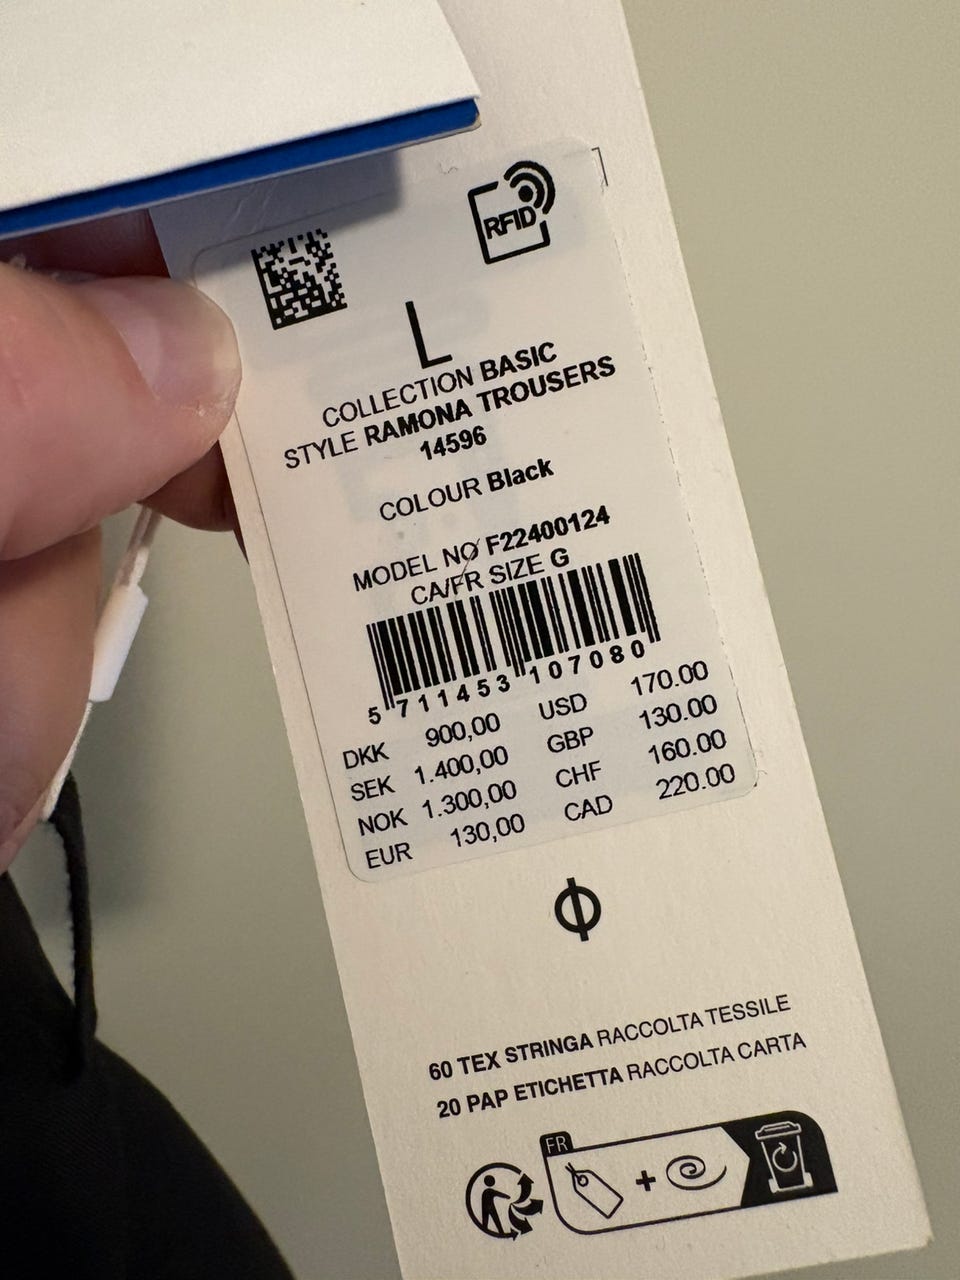 RFID
L
COLLECTION BASIC
STYLE RAMONA TROUSERS
14596
COLOUR Black
MODEL NO F22400124
CA/FR SIZE G
5 711453 107080
DKK 900,00 USD 170.00
SEK 1.400,00 GBP 130.00
NOK 1.300,00 CHF 160.00
EUR 130,00 CAD 220.00
60 TEX STRINGA RACCOLTA TESSILE
20 PAP ETICHETTA RACCOLTA CARTA
FR
+